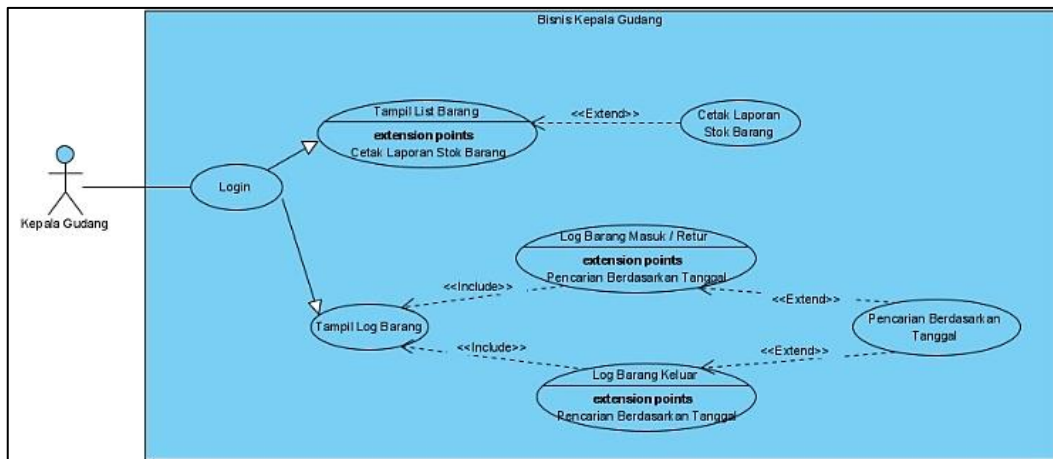 Bisnis Kepala Gudang
Tampil List Barang
extension points
Cetak Laporan Stok Barang
<<Extend>>
Cetak Laporan
Stok Barang
Login
Kepala Gudang
Log Barang Masuk / Retur
extension points
Pencarian Berdasarkan Tanggal
<<Include>>
<<Extend>>
Tampil Log Barang
Pencarian Berdasarkan
Tanggal
<<Include>>
<<Extend>>
Log Barang Keluar
extension points
Pencarian Berdasarkan Tanggal